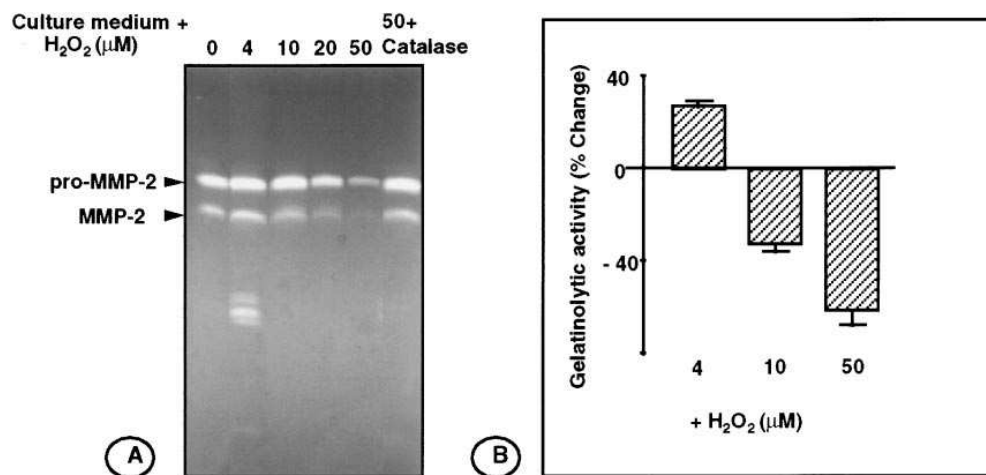 Culture medium +
H₂O₂ (μM)
0 4 10 20 50 50+ Catalase
pro-MMP-2
MMP-2
A
Gelatinolytic activity (% Change)
40
0
- 40
4 10 50
+ H₂O₂ (μM)
B